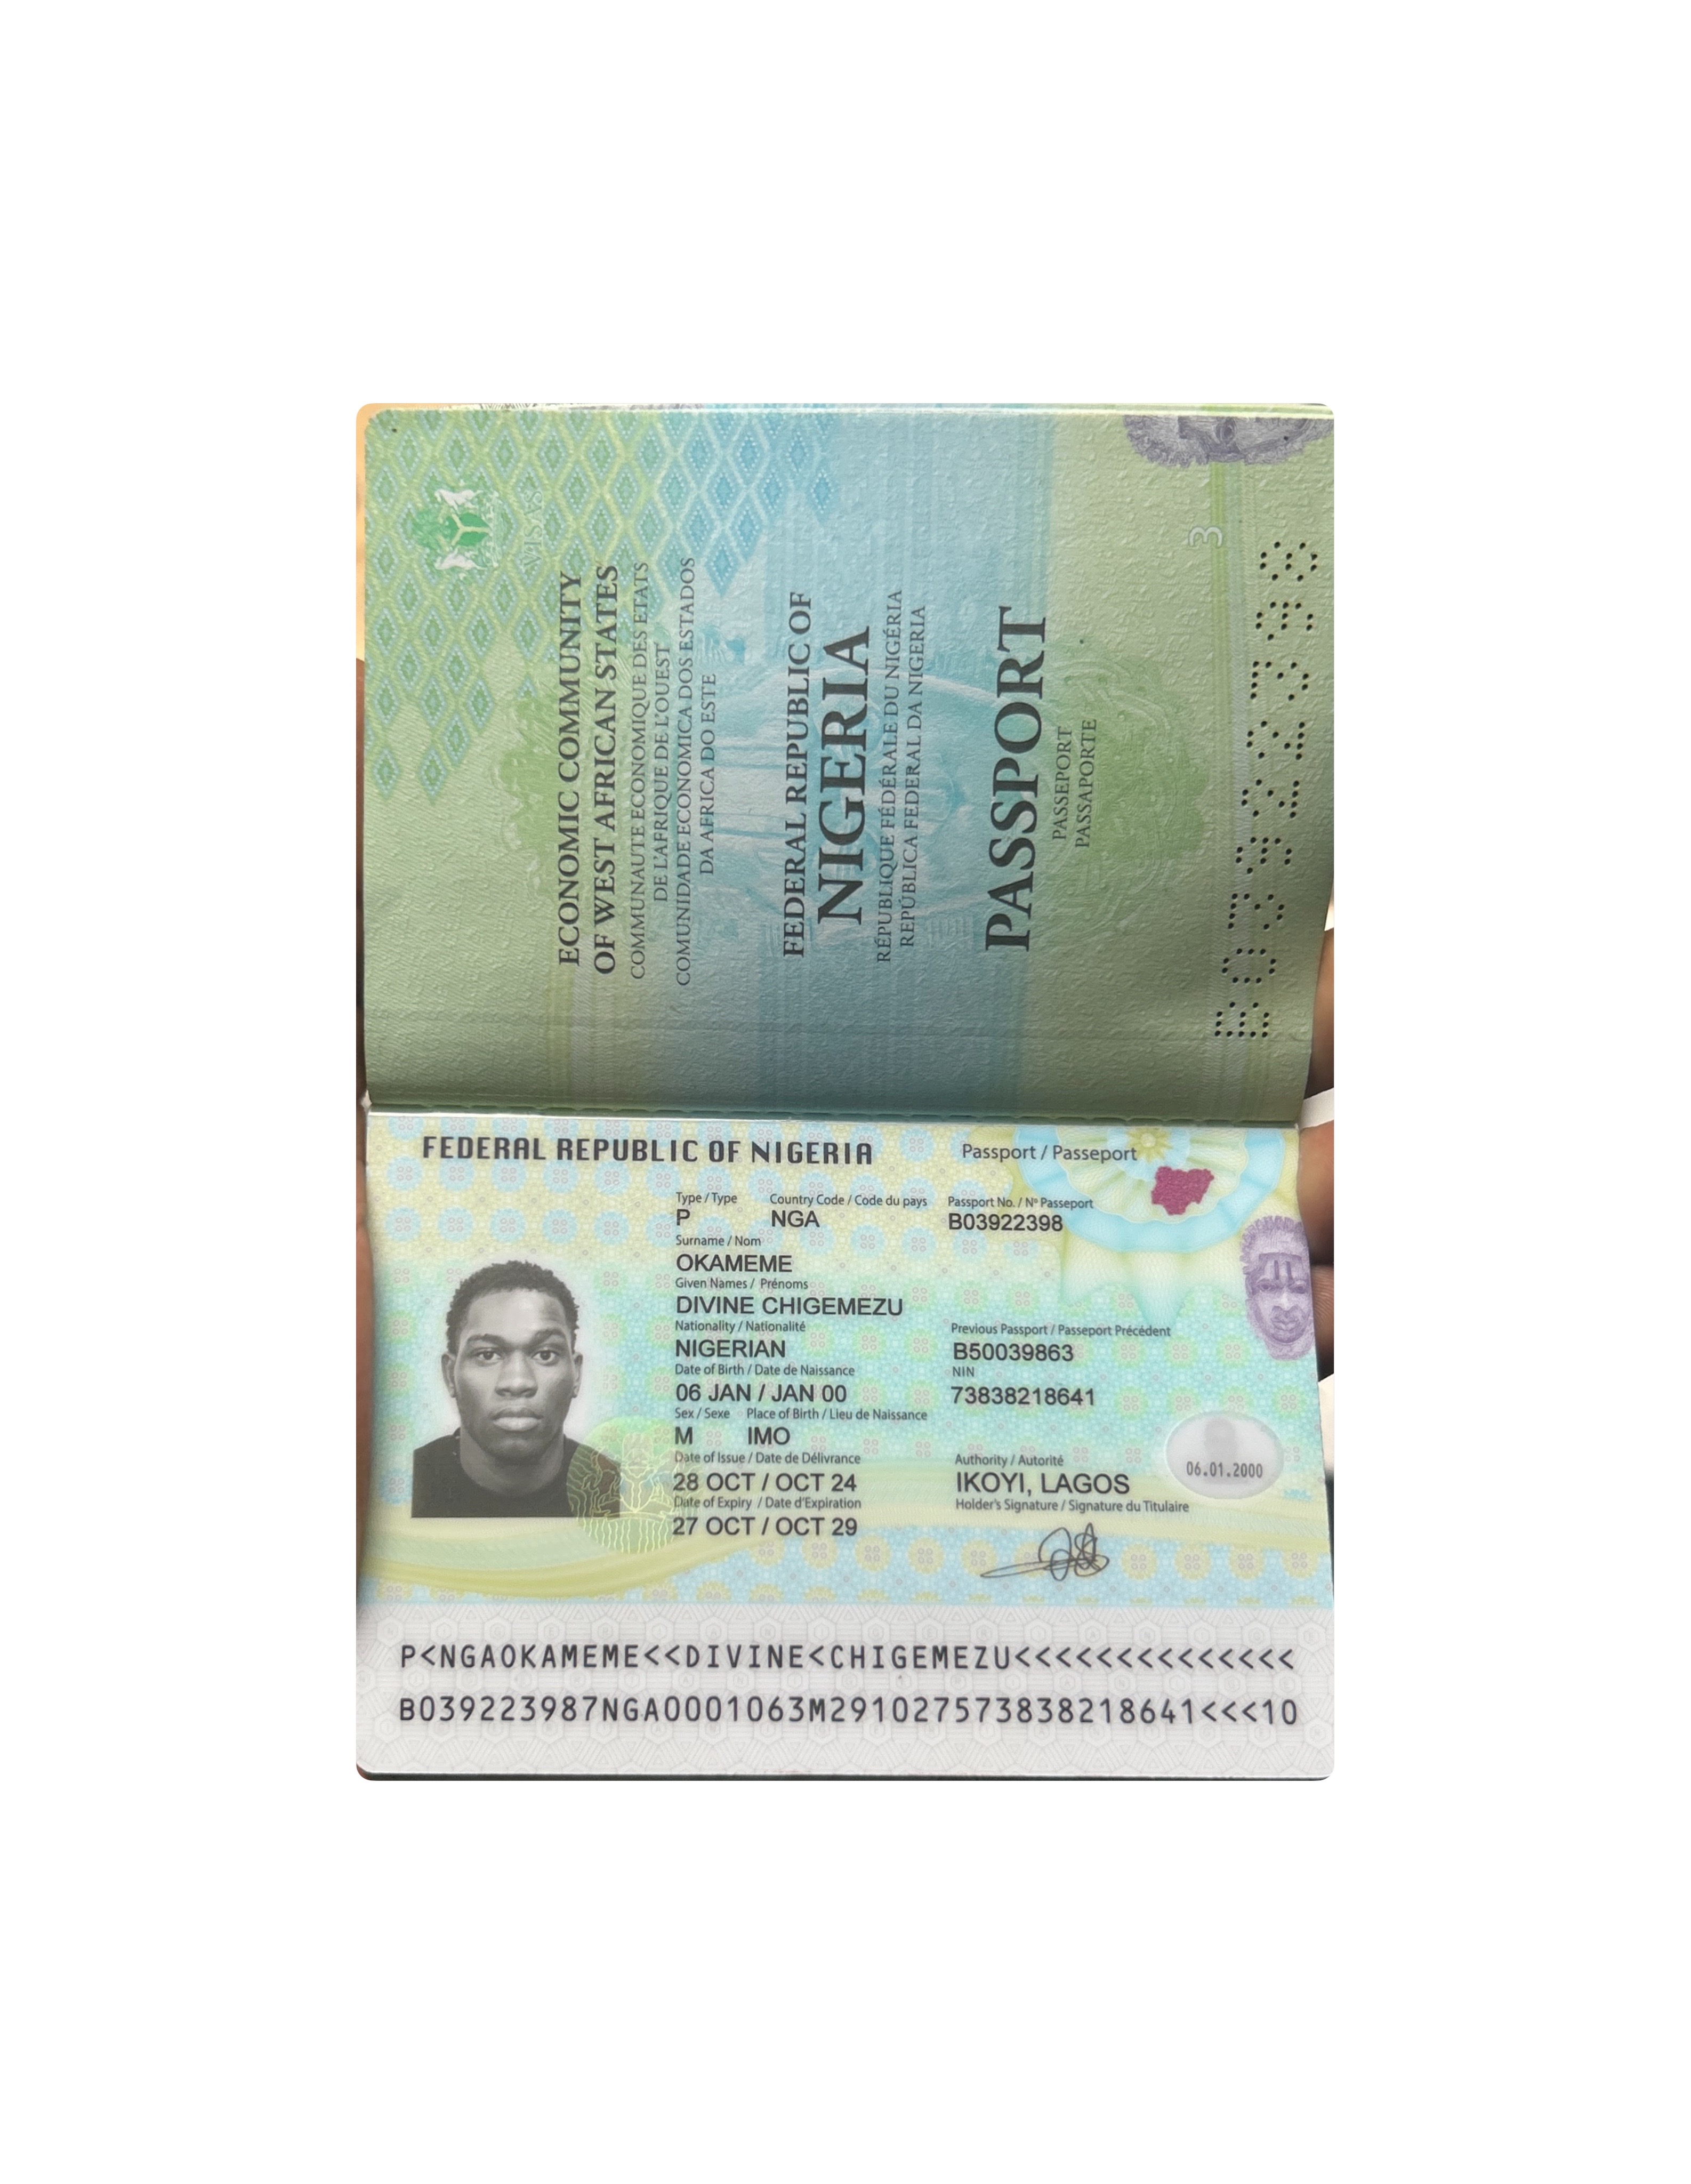 VISAS
ECONOMIC COMMUNITY
OF WEST AFRICAN STATES
COMMUNAUTE ECONOMIQUE DES ETATS
DE L'AFRIQUE DE L'OUEST
COMUNIDADE ECONOMICA DOS ESTADOS
DA AFRICA DO ESTE
FEDERAL REPUBLIC OF
NIGERIA
RÉPUBLIQUE FÉDÉRALE DU NIGÉRIA
REPÚBLICA FEDERAL DA NIGERIA
PASSPORT
PASSEPORT
PASSAPORTE
3
B03922398
FEDERAL REPUBLIC OF NIGERIA Passport / Passeport
Type / Type Country Code / Code du pays Passport No. / Nº Passeport
P NGA B03922398
Surname / Nom
OKAMEME
Given Names / Prénoms
DIVINE CHIGEMEZU
Nationality / Nationalité Previous Passport / Passeport Précédent
NIGERIAN B50039863
Date of Birth / Date de Naissance NIN
06 JAN / JAN 00 73838218641
Sex / Sexe Place of Birth / Lieu de Naissance
M IMO
Date of Issue / Date de Délivrance Authority / Autorité
28 OCT / OCT 24 IKOYI, LAGOS 06.01.2000
Date of Expiry / Date d'Expiration Holder's Signature / Signature du Titulaire
27 OCT / OCT 29
P<NGAOKAMEME<<DIVINE<CHIGEMEZU<<<<<<<<<<<<<<
B039223987NGA0001063M291027573838218641<<<10